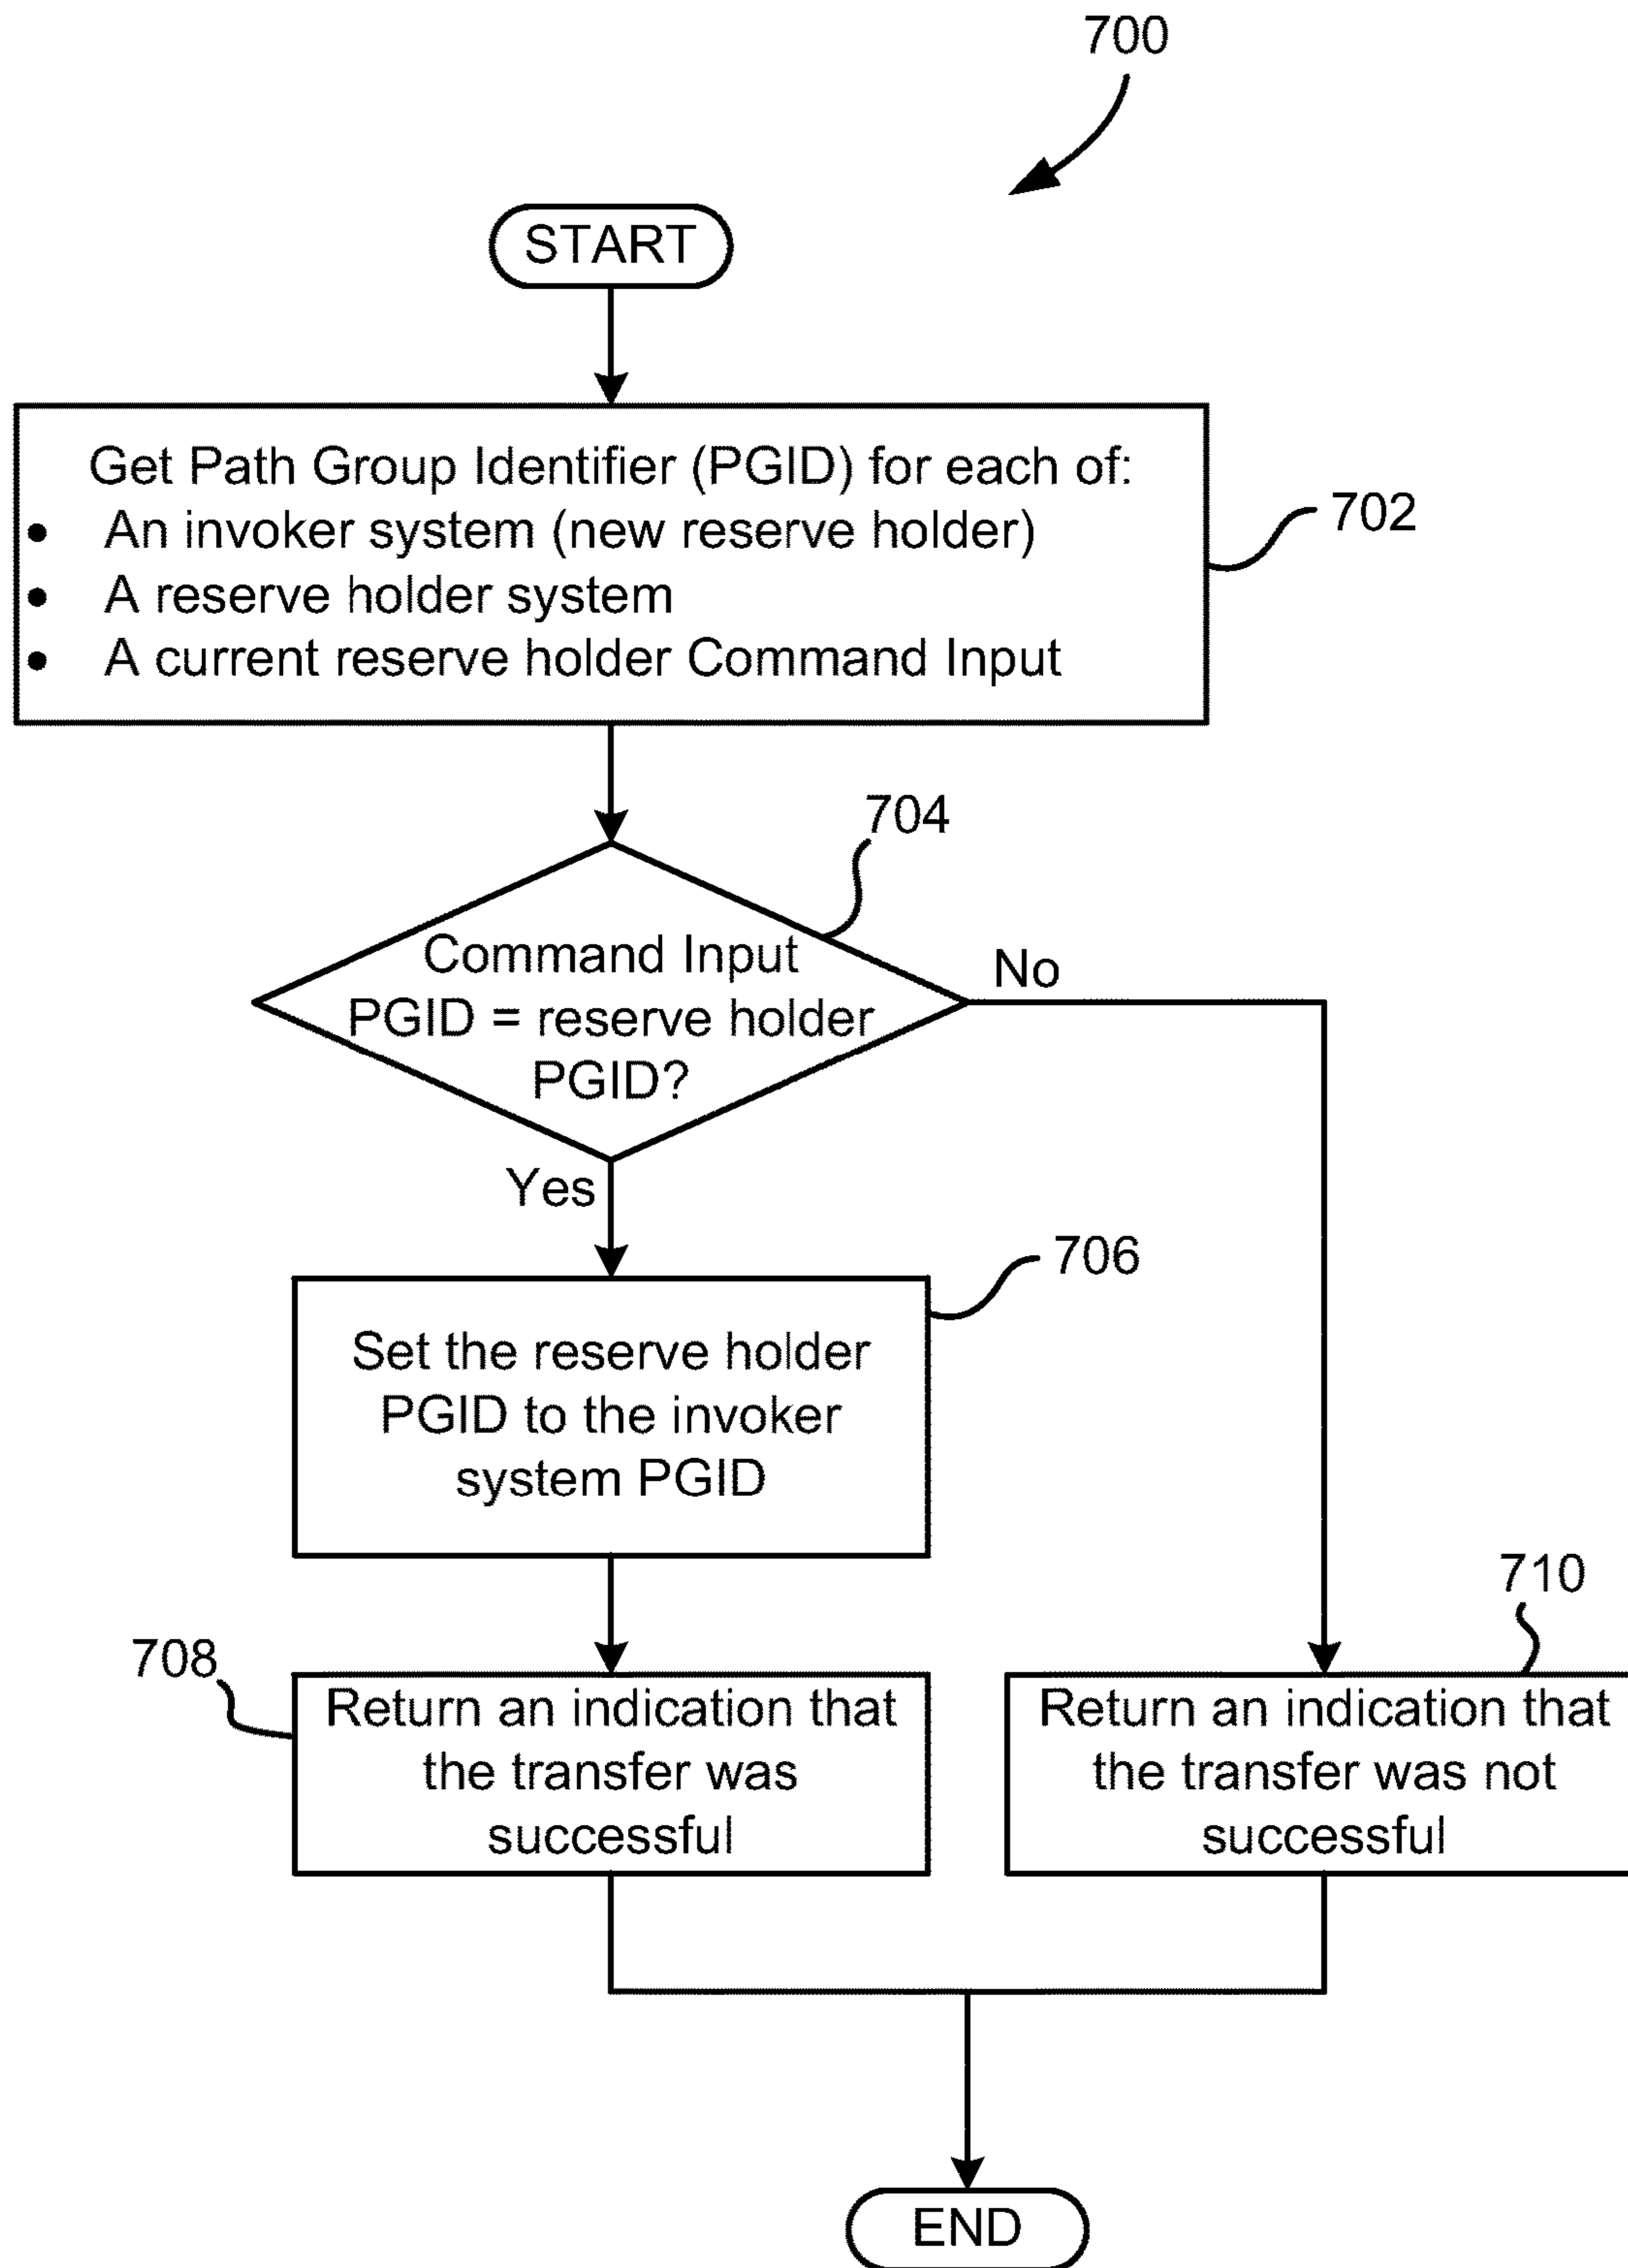 700
START
Get Path Group Identifier (PGID) for each of:
• An invoker system (new reserve holder)
• A reserve holder system
• A current reserve holder Command Input
702
704
Command Input
PGID = reserve holder
PGID?
No
Yes
706
Set the reserve holder
PGID to the invoker
system PGID
708
Return an indication that
the transfer was
successful
710
Return an indication that
the transfer was not
successful
END